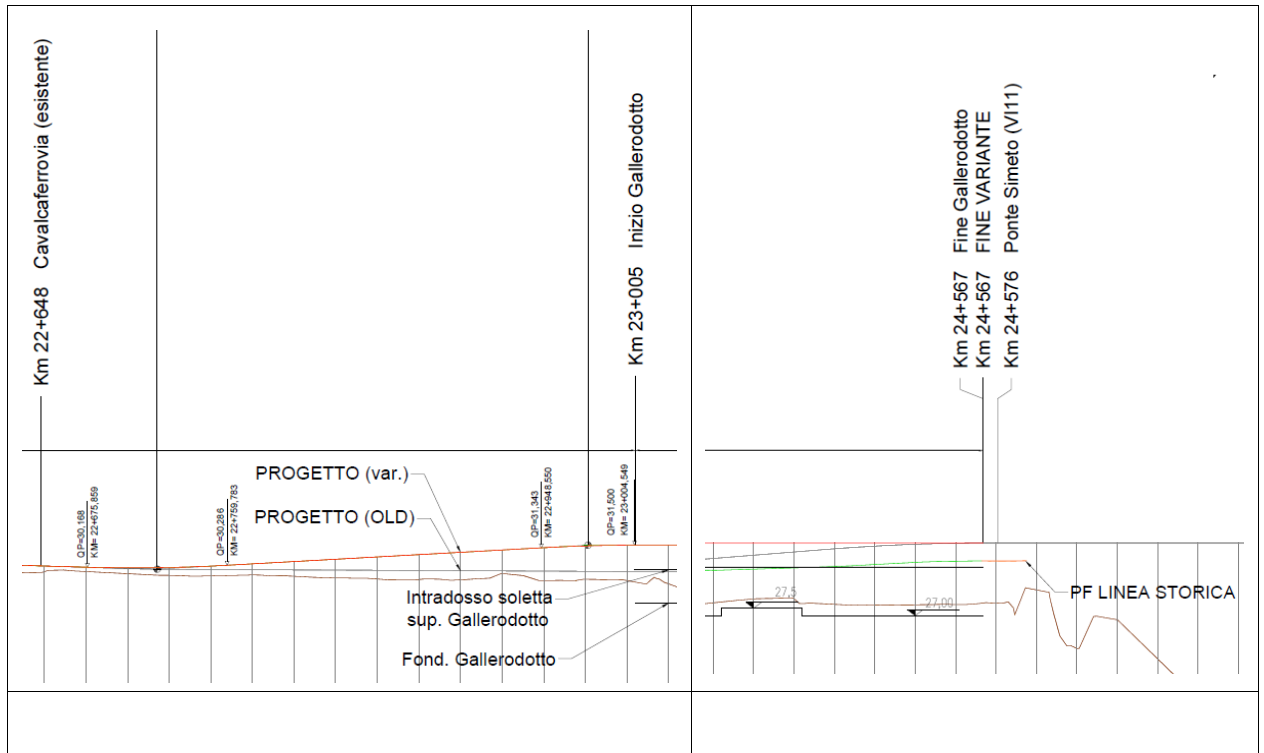 Km 22+648 Cavalcaferrovia (esistente)
QP=30,168
KM= 22+675,859
QP=30,286
KM= 22+759,783
PROGETTO (var.)
PROGETTO (OLD)
QP=31,343
KM= 22+948,550
QP=31,500
KM= 23+004,549
Km 23+005 Inizio Gallerodotto
Intradosso soletta
sup. Gallerodotto
Fond. Gallerodotto
Km 24+567 Fine Gallerodotto
Km 24+567 FINE VARIANTE
Km 24+576 Ponte Simeto (VI11)
27,5
27,00
PF LINEA STORICA